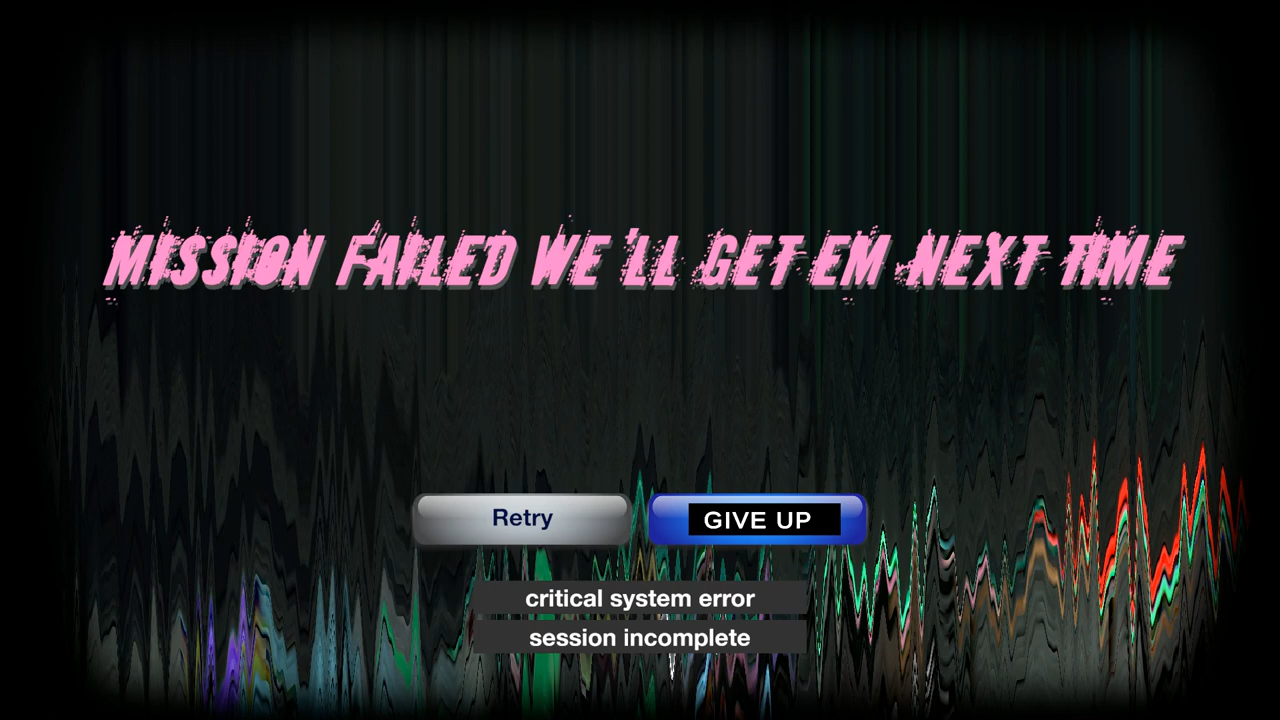 MISSION FAILED WE'LL GET EM NEXT TIME
Retry
GIVE UP
critical system error
session incomplete